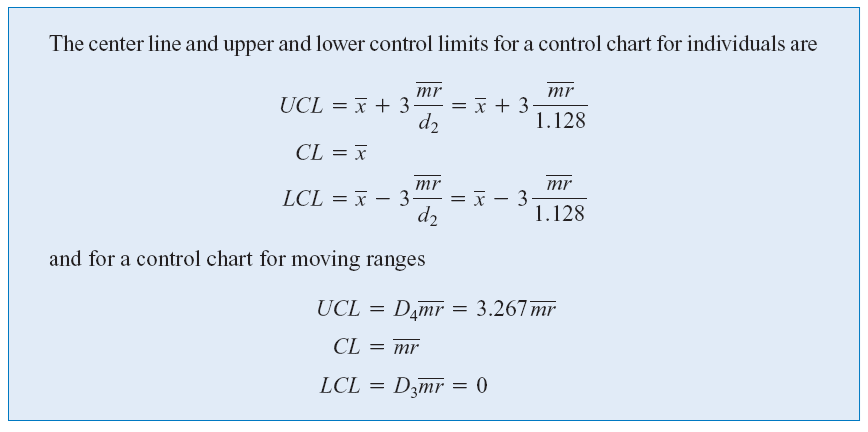 The center line and upper and lower control limits for a control chart for individuals are
UCL = x̅ + 3 m̅r̅/d₂ = x̅ + 3 m̅r̅/1.128
CL = x̅
LCL = x̅ − 3 m̅r̅/d₂ = x̅ − 3 m̅r̅/1.128
and for a control chart for moving ranges
UCL = D₄m̅r̅ = 3.267 m̅r̅
CL = m̅r̅
LCL = D₃m̅r̅ = 0